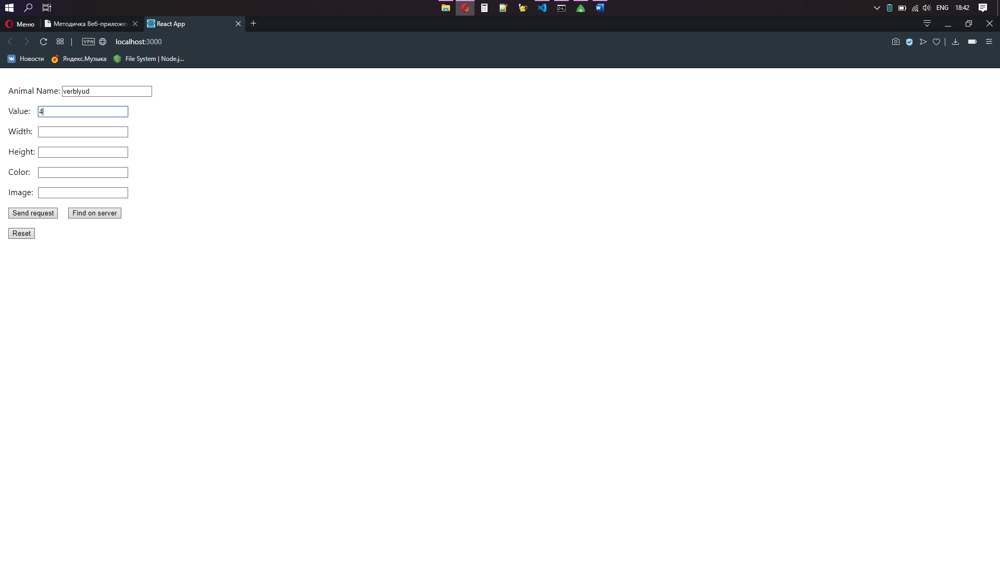 ENG 18:42
Меню Методичка Веб-приложе React App
VPN localhost:3000
Новости Яндекс.Музыка File System | Node.j...
Animal Name: verblyud
Value: 4
Width:
Height:
Color:
Image:
Send request Find on server
Reset